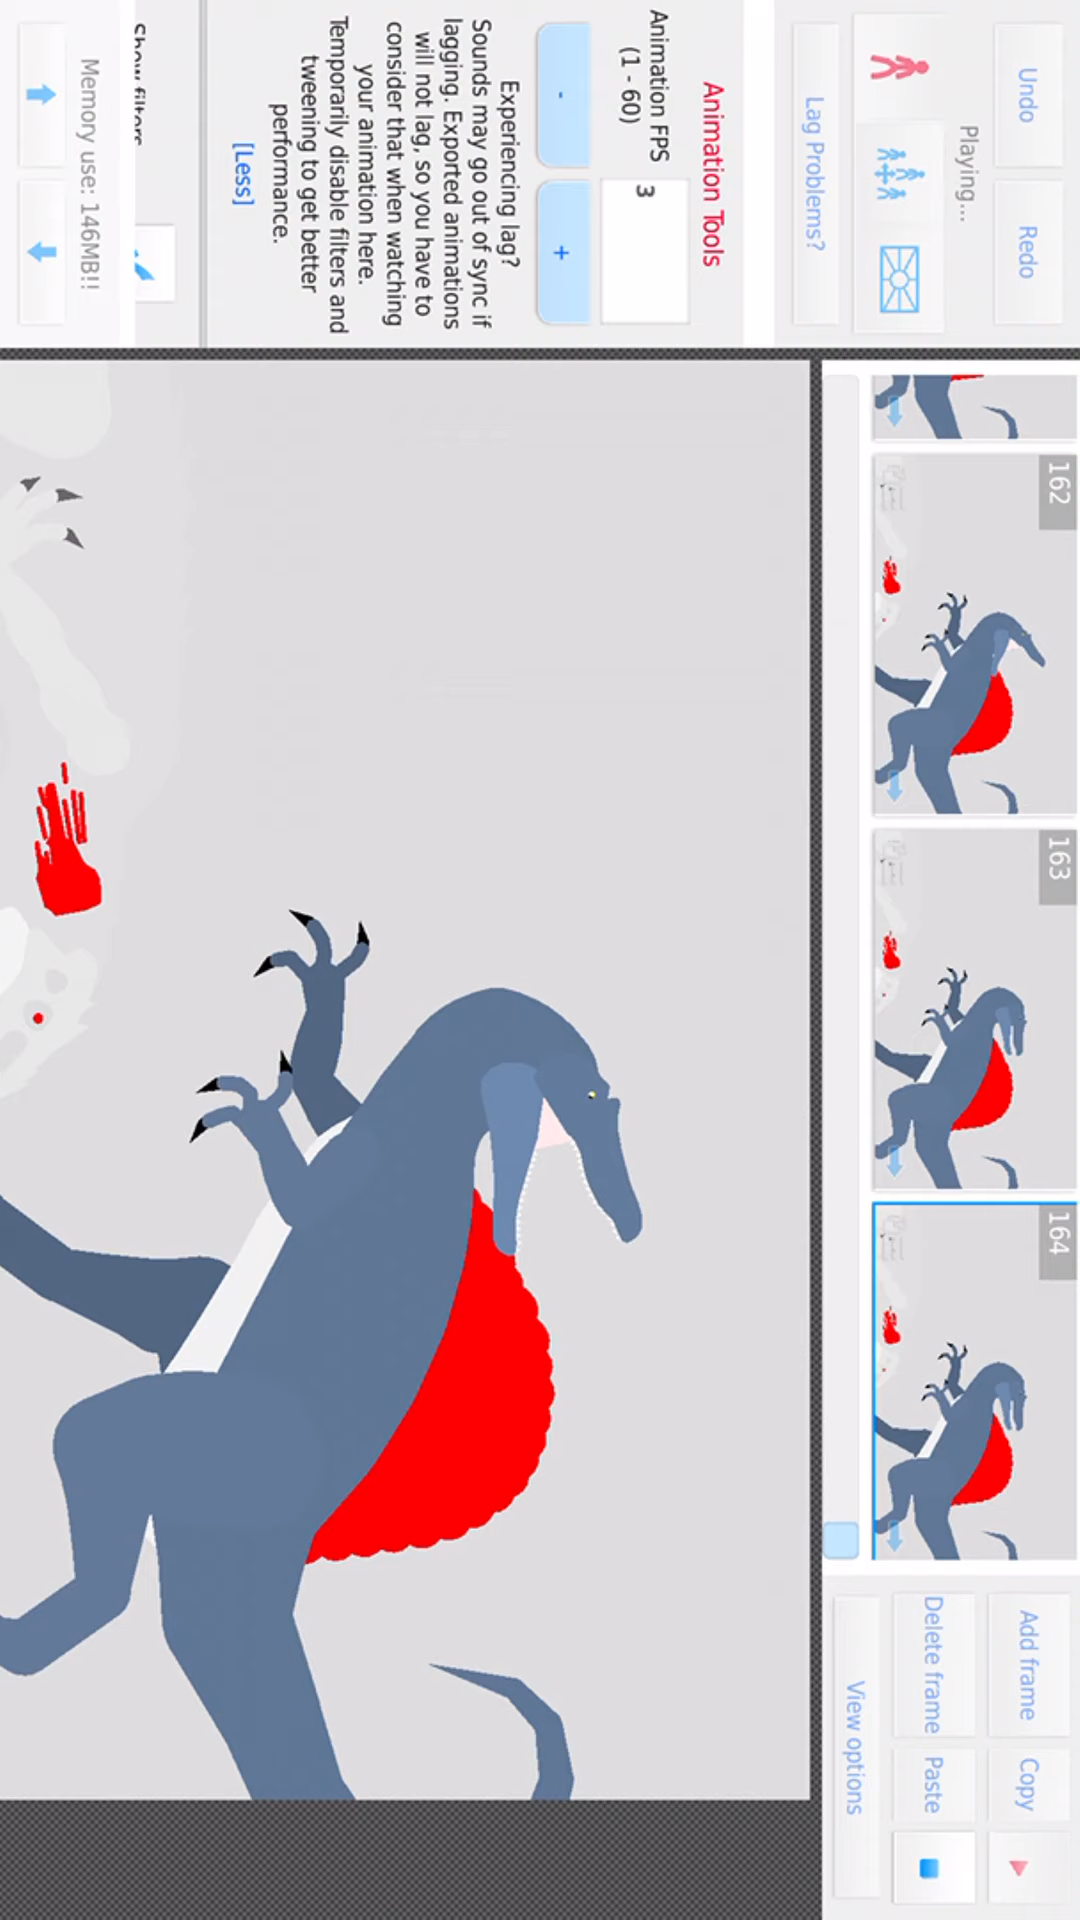 Undo
Redo
Playing...
Lag Problems?
Animation Tools
Animation FPS
(1 - 60)
3
-
+
Experiencing lag?
Sounds may go out of sync if
lagging. Exported animations
will not lag, so you have to
consider that when watching
your animation here.
Temporarily disable filters and
tweening to get better
performance.
[Less]
Show filters
Memory use: 146MB!!
162
163
164
Add frame
Copy
Delete frame
Paste
View options